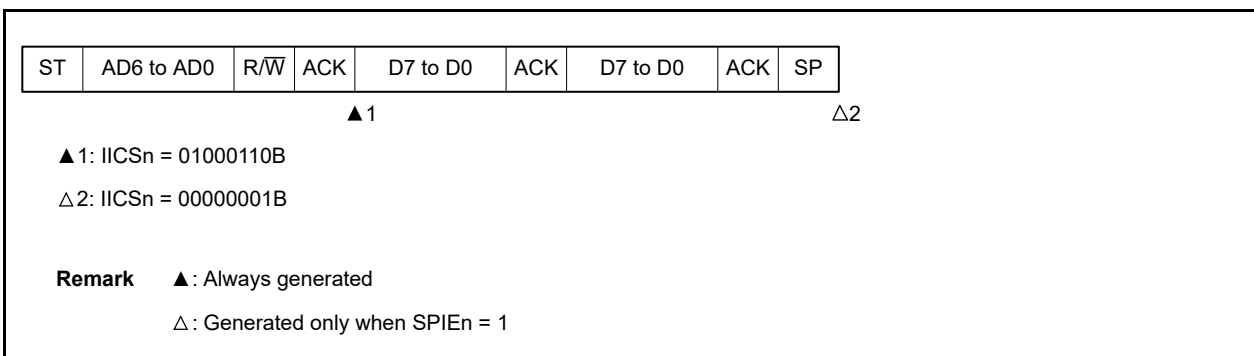 ST AD6 to AD0 R/W̅ ACK D7 to D0 ACK D7 to D0 ACK SP
▲1 △2
▲1: IICSn = 01000110B
△2: IICSn = 00000001B
Remark ▲: Always generated
△: Generated only when SPIEn = 1